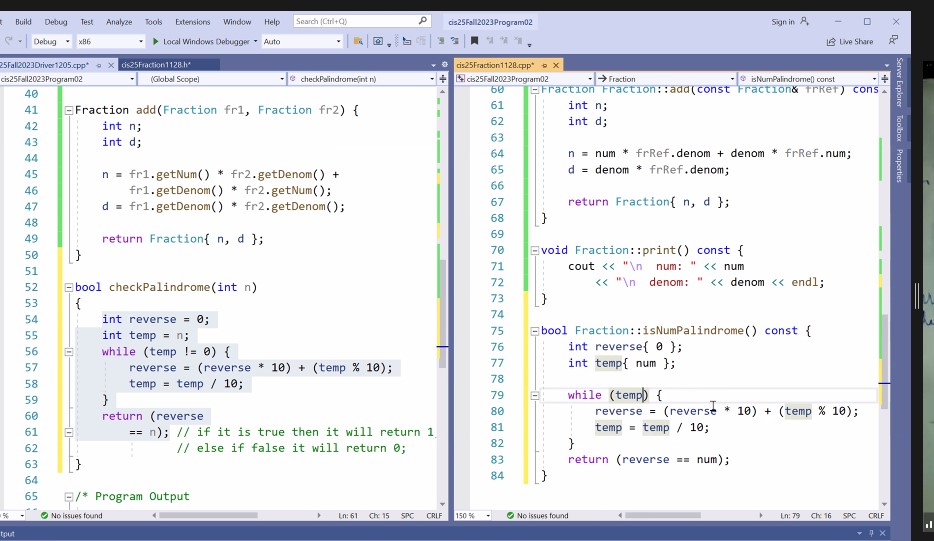 Build Debug Test Analyze Tools Extensions Window Help Search (Ctrl+Q) cis25Fall2023Program02 Sign in
Debug x86 Local Windows Debugger Auto Live Share
25Fall2023Driver1205.cpp* cis25Fraction1128.h*
cis25Fall2023Program02 (Global Scope) checkPalindrome(int n)
40
41 Fraction add(Fraction fr1, Fraction fr2) {
42 int n;
43 int d;
44
45 n = fr1.getNum() * fr2.getDenom() +
46 fr1.getDenom() * fr2.getNum();
47 d = fr1.getDenom() * fr2.getDenom();
48
49 return Fraction{ n, d };
50 }
51
52 bool checkPalindrome(int n)
53 {
54 int reverse = 0;
55 int temp = n;
56 while (temp != 0) {
57 reverse = (reverse * 10) + (temp % 10);
58 temp = temp / 10;
59 }
60 return (reverse
61 == n); // if it is true then it will return 1
62 // else if false it will return 0;
63 }
64
65 /* Program Output
% No issues found Ln: 61 Ch: 15 SPC CRLF
cis25Fraction1128.cpp*
cis25Fall2023Program02 Fraction isNumPalindrome() const
60 Fraction Fraction::add(const Fraction& frRef) cons
61 int n;
62 int d;
63
64 n = num * frRef.denom + denom * frRef.num;
65 d = denom * frRef.denom;
66
67 return Fraction{ n, d };
68 }
69
70 void Fraction::print() const {
71 cout << "\n num: " << num
72 << "\n denom: " << denom << endl;
73 }
74
75 bool Fraction::isNumPalindrome() const {
76 int reverse{ 0 };
77 int temp{ num };
78
79 while (temp) {
80 reverse = (reverse * 10) + (temp % 10);
81 temp = temp / 10;
82 }
83 return (reverse == num);
84 }
150 % No issues found Ln: 79 Ch: 16 SPC CRLF
Server Explorer
Toolbox
Properties
tput